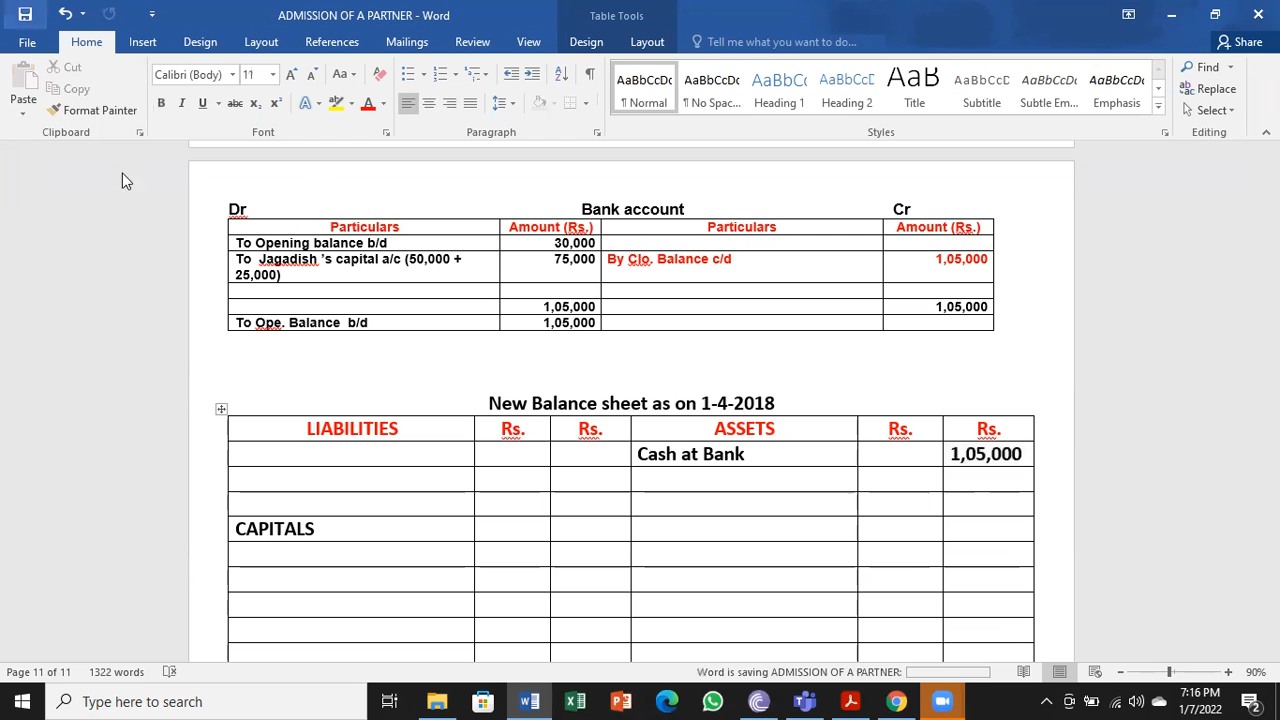 ADMISSION OF A PARTNER - Word
Table Tools
File Home Insert Design Layout References Mailings Review View Design Layout Tell me what you want to do... Share
Paste
Cut
Copy
Format Painter
Calibri (Body) 11
AaBbCcDc AaBbCcDc AaBbCc AaBbCcD AaB AaBbCcD AaBbCcDc AaBbCcDc
¶ Normal ¶ No Spac... Heading 1 Heading 2 Title Subtitle Subtle Em... Emphasis
Find
Replace
Select
Clipboard Font Paragraph Styles Editing
Dr Bank account Cr
Particulars Amount (Rs.) Particulars Amount (Rs.)
To Opening balance b/d 30,000
To Jagadish 's capital a/c (50,000 + 75,000 By Clo. Balance c/d 1,05,000
25,000)
1,05,000 1,05,000
To Ope. Balance b/d 1,05,000
New Balance sheet as on 1-4-2018
LIABILITIES Rs. Rs. ASSETS Rs. Rs.
Cash at Bank 1,05,000
CAPITALS
Page 11 of 11 1322 words Word is saving ADMISSION OF A PARTNER: 90%
Type here to search
7:16 PM
1/7/2022
2